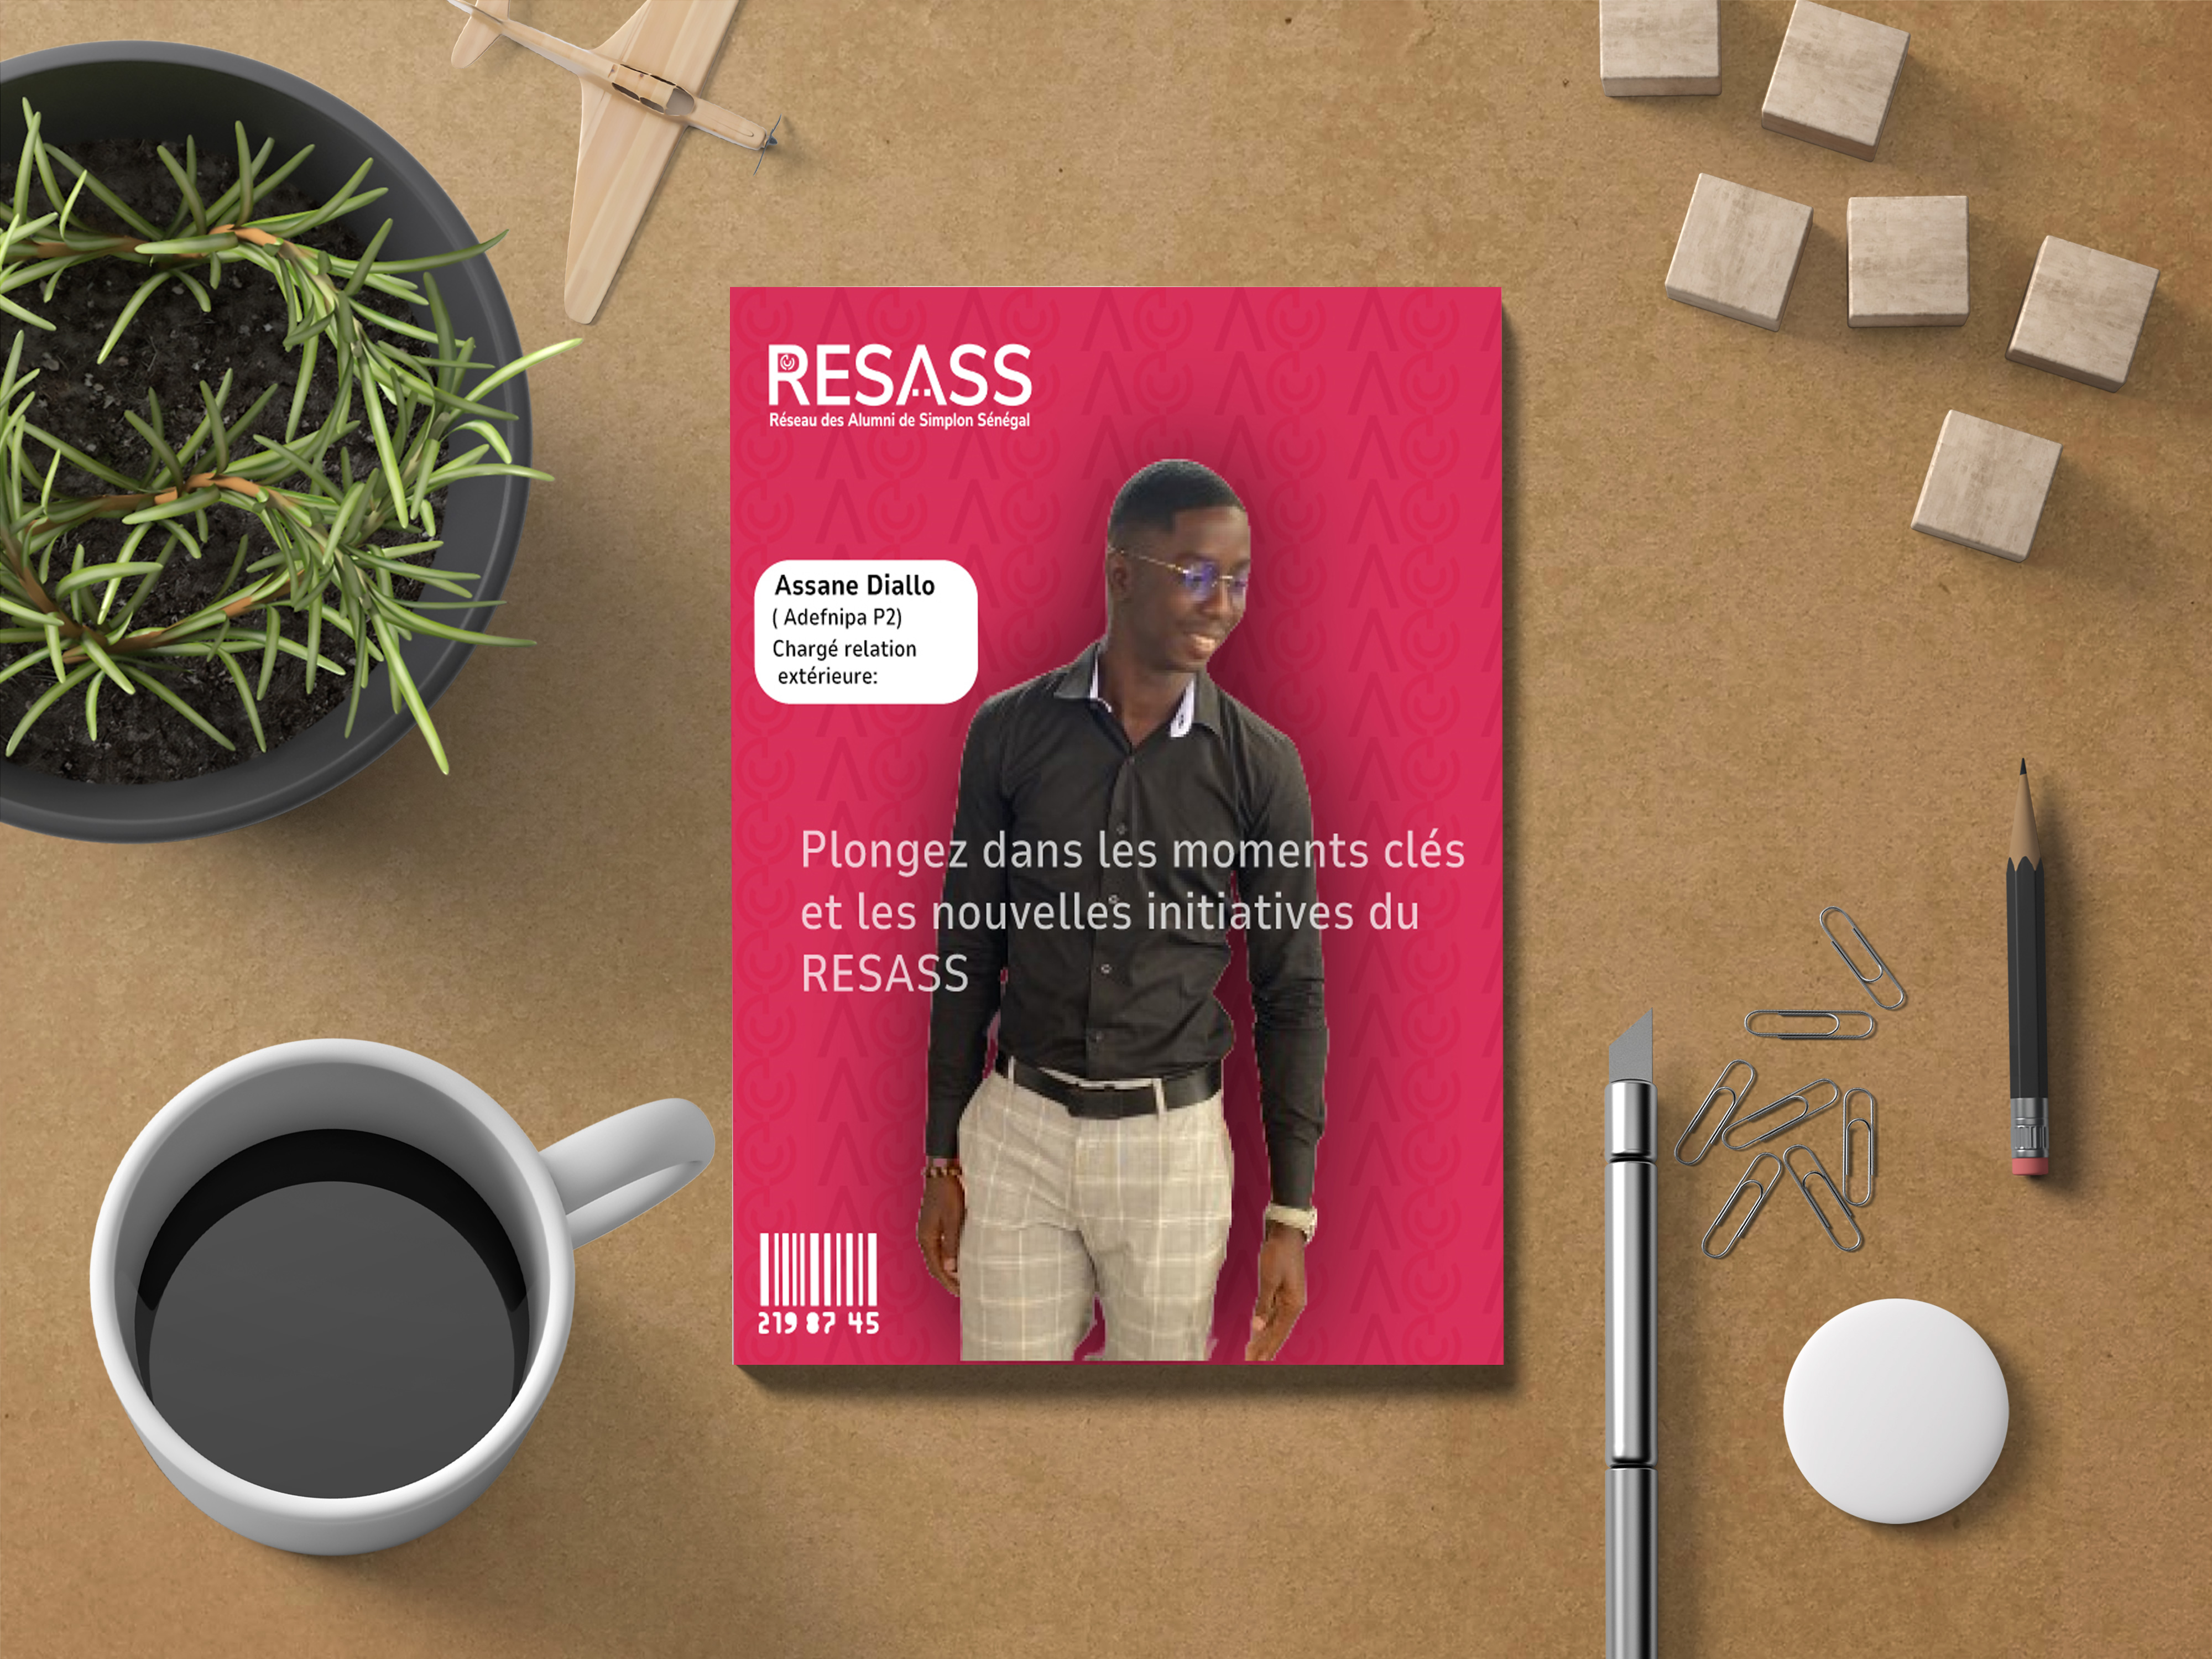 RESASS
Réseau des Alumni de Simplon Sénégal
Assane Diallo
( Adefnipa P2)
Chargé relation
extérieure:
Plongez dans les moments clés
et les nouvelles initiatives du
RESASS
219 87 45